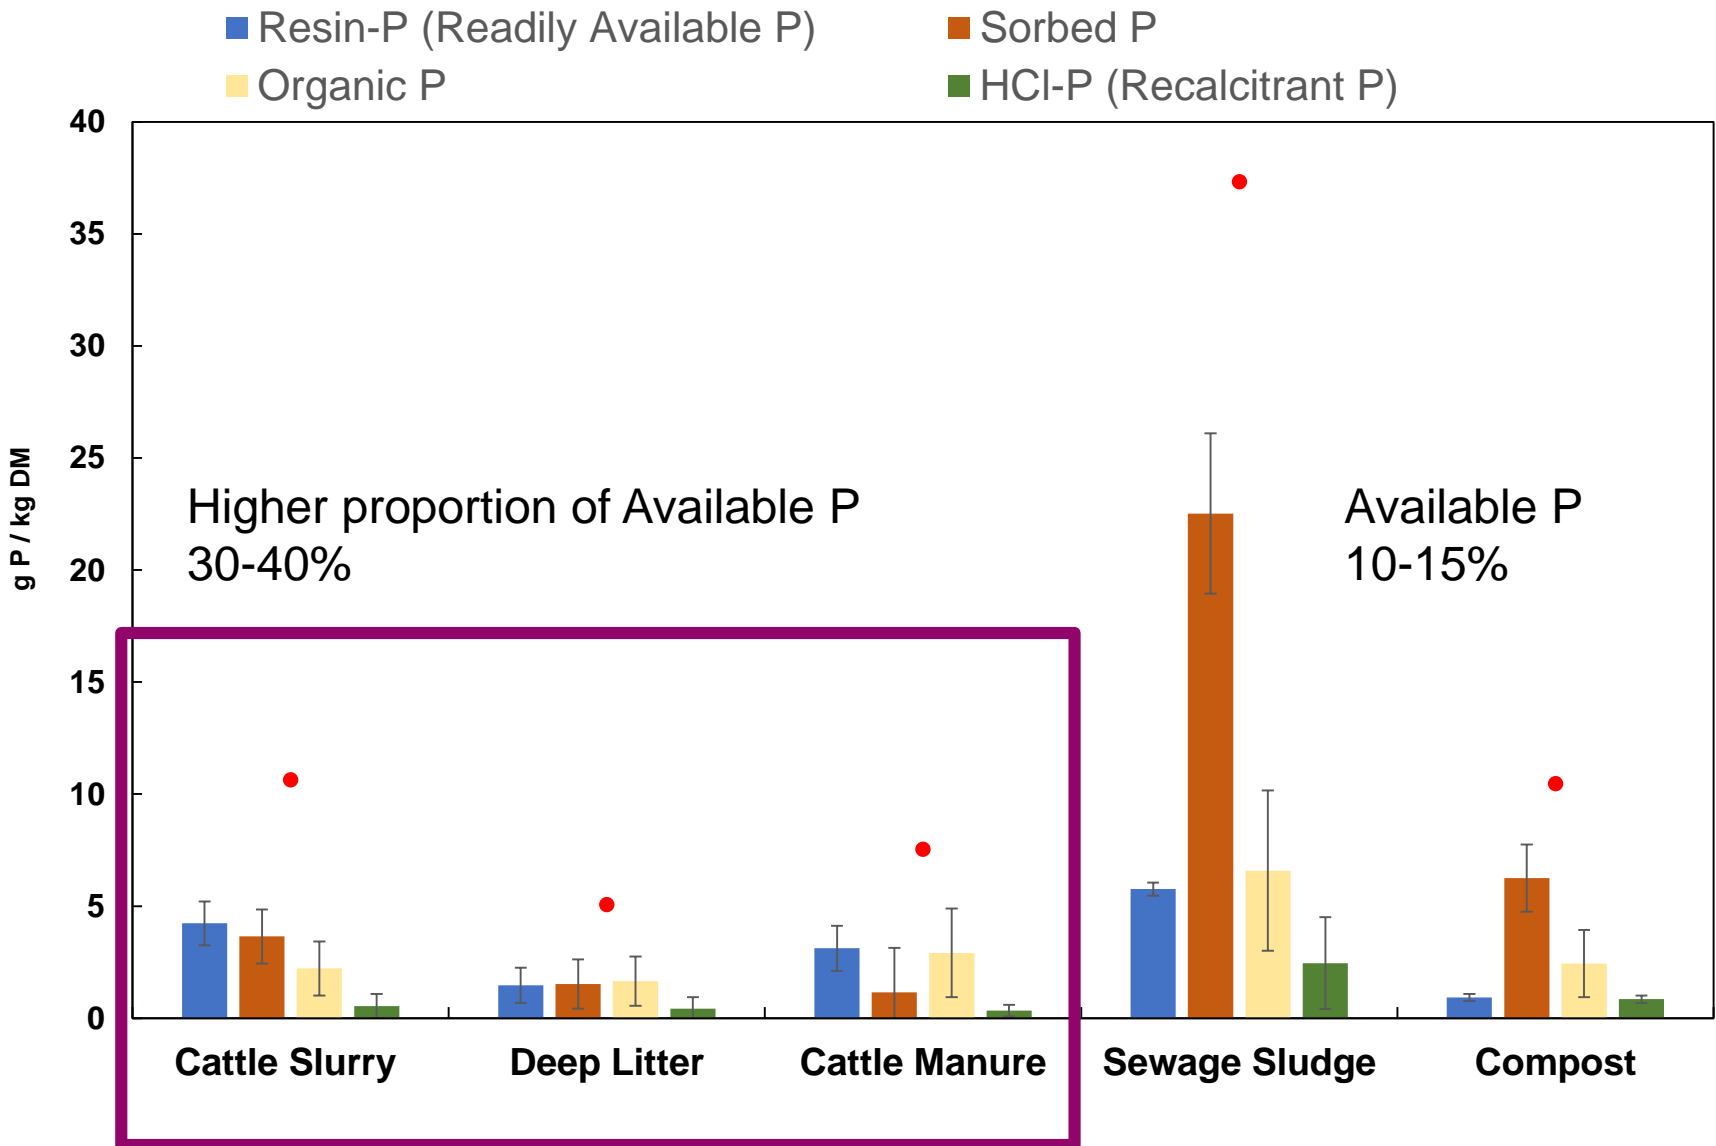 Resin-P (Readily Available P)
Sorbed P
Organic P
HCl-P (Recalcitrant P)
40
35
30
25
20
15
10
5
0
g P / kg DM
Higher proportion of Available P
30-40%
Available P
10-15%
Cattle Slurry
Deep Litter
Cattle Manure
Sewage Sludge
Compost